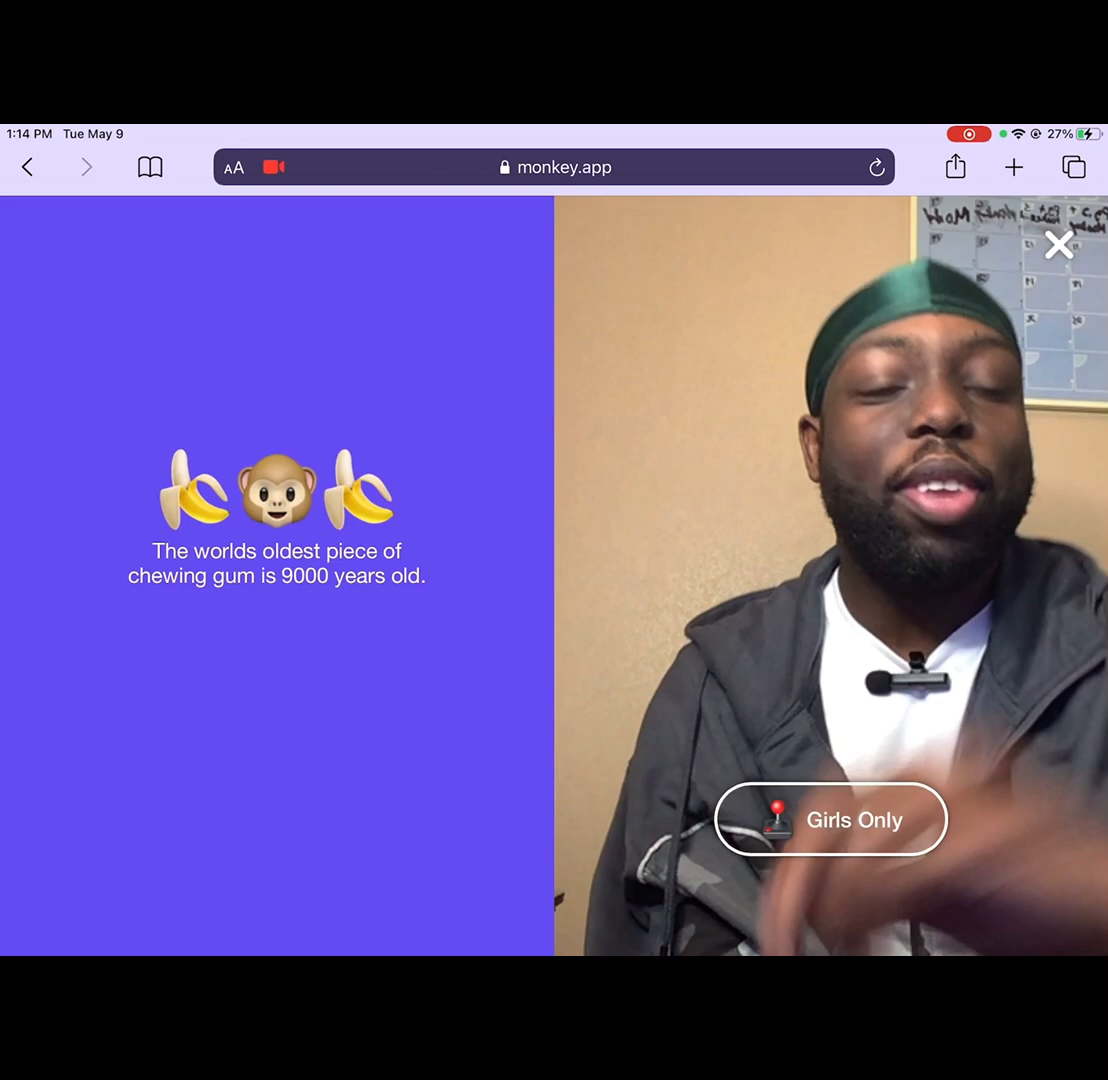 1:14 PM Tue May 9
27%
AA
monkey.app
The worlds oldest piece of
chewing gum is 9000 years old.
Girls Only